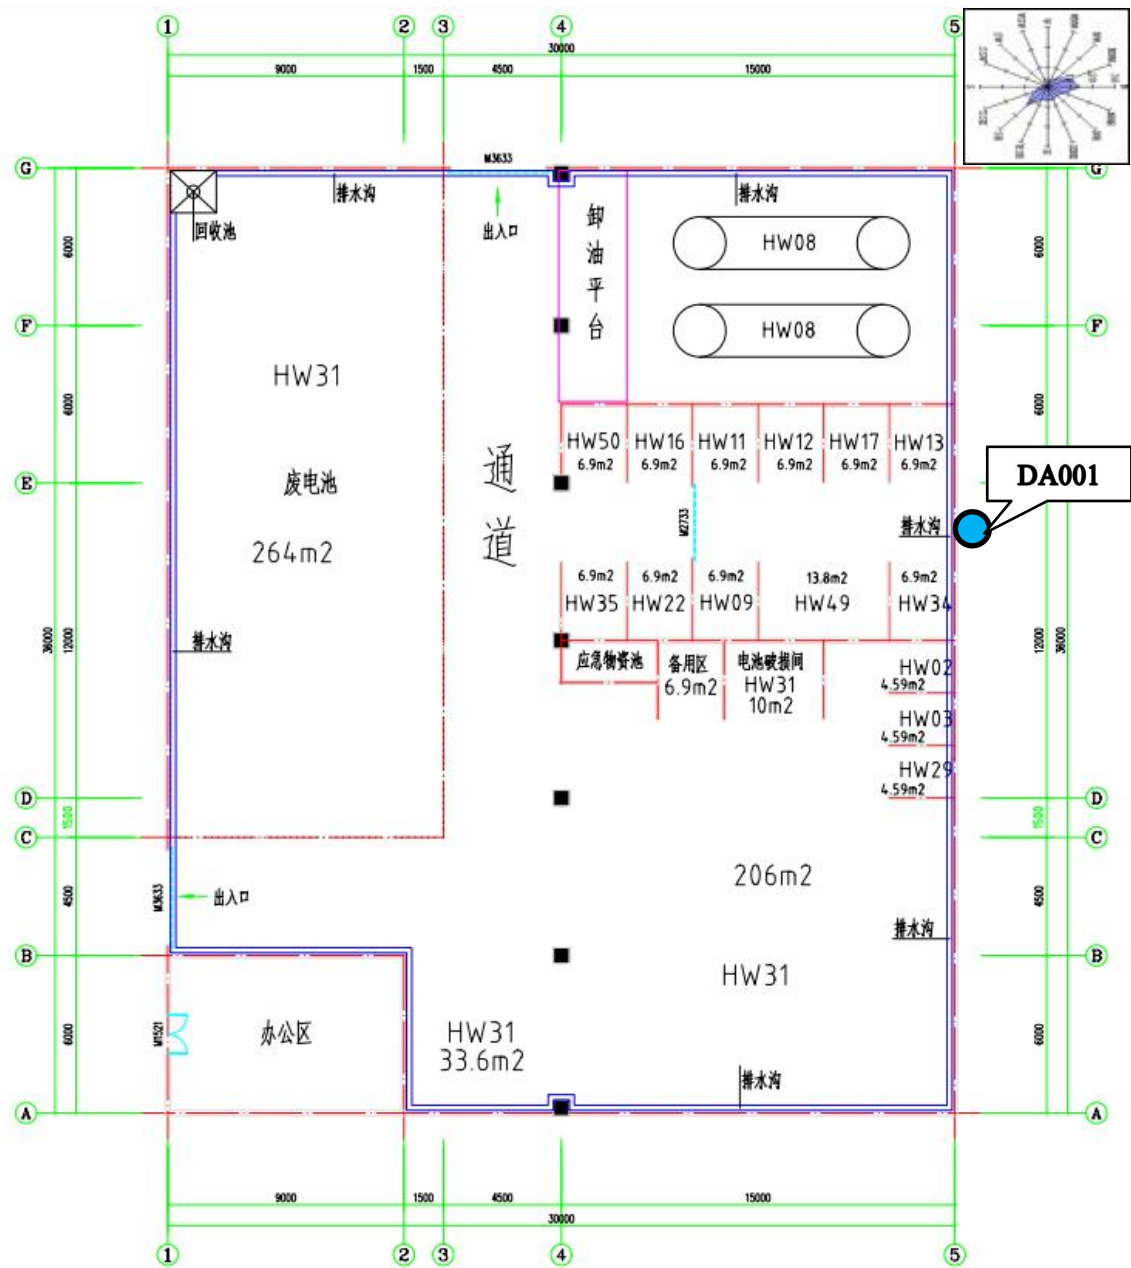 1
2
3
4
5
30000
9000
1500
4500
15000
M3633
G
G
排水沟
排水沟
回收池
出入口
卸油平台
HW08
6000
6000
F
F
HW08
HW31
6000
6000
通道
HW50
HW16
HW11
HW12
HW17
HW13
6.9m2
6.9m2
6.9m2
6.9m2
6.9m2
6.9m2
E
E
废电池
DA001
M2733
排水沟
264m2
6.9m2
6.9m2
6.9m2
13.8m2
6.9m2
HW35
HW22
HW09
HW49
HW34
36000
12000
12000
36000
排水沟
应急物资池
备用区
6.9m2
电池破损间
HW31
10m2
HW02
4.59m2
HW03
4.59m2
HW29
4.59m2
D
D
1500
1500
C
C
206m2
M3633
出入口
4500
4500
排水沟
B
B
HW31
M1521
办公区
HW31
33.6m2
6000
6000
排水沟
A
A
9000
1500
4500
15000
30000
1
2
3
4
5